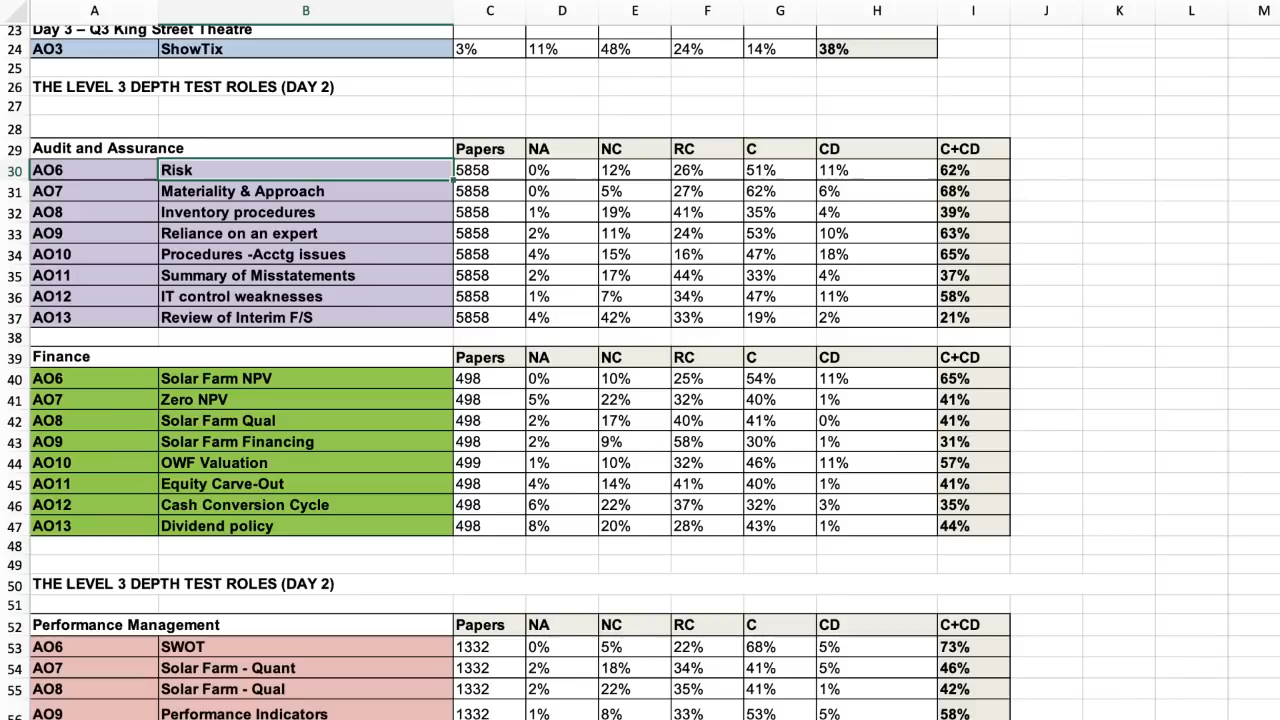 A B C D E F G H I J K L M
23 Day 3 – Q3 King Street Theatre
24 AO3 ShowTix 3% 11% 48% 24% 14% 38%
25
26 THE LEVEL 3 DEPTH TEST ROLES (DAY 2)
27
28
29 Audit and Assurance Papers NA NC RC C CD C+CD
30 AO6 Risk 5858 0% 12% 26% 51% 11% 62%
31 AO7 Materiality & Approach 5858 0% 5% 27% 62% 6% 68%
32 AO8 Inventory procedures 5858 1% 19% 41% 35% 4% 39%
33 AO9 Reliance on an expert 5858 2% 11% 24% 53% 10% 63%
34 AO10 Procedures -Acctg issues 5858 4% 15% 16% 47% 18% 65%
35 AO11 Summary of Misstatements 5858 2% 17% 44% 33% 4% 37%
36 AO12 IT control weaknesses 5858 1% 7% 34% 47% 11% 58%
37 AO13 Review of Interim F/S 5858 4% 42% 33% 19% 2% 21%
38
39 Finance Papers NA NC RC C CD C+CD
40 AO6 Solar Farm NPV 498 0% 10% 25% 54% 11% 65%
41 AO7 Zero NPV 498 5% 22% 32% 40% 1% 41%
42 AO8 Solar Farm Qual 498 2% 17% 40% 41% 0% 41%
43 AO9 Solar Farm Financing 498 2% 9% 58% 30% 1% 31%
44 AO10 OWF Valuation 499 1% 10% 32% 46% 11% 57%
45 AO11 Equity Carve-Out 498 4% 14% 41% 40% 1% 41%
46 AO12 Cash Conversion Cycle 498 6% 22% 37% 32% 3% 35%
47 AO13 Dividend policy 498 8% 20% 28% 43% 1% 44%
48
49
50 THE LEVEL 3 DEPTH TEST ROLES (DAY 2)
51
52 Performance Management Papers NA NC RC C CD C+CD
53 AO6 SWOT 1332 0% 5% 22% 68% 5% 73%
54 AO7 Solar Farm - Quant 1332 2% 18% 34% 41% 5% 46%
55 AO8 Solar Farm - Qual 1332 2% 22% 35% 41% 1% 42%
56 AO9 Performance Indicators 1332 1% 8% 33% 53% 5% 58%